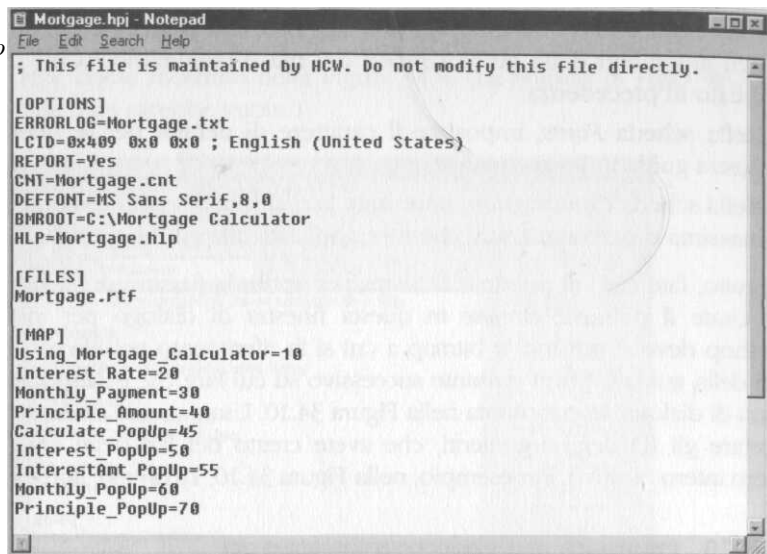 Mortgage.hpj - Notepad
File Edit Search Help
; This file is maintained by HCW. Do not modify this file directly.
[OPTIONS]
ERRORLOG=Mortgage.txt
LCID=0x409 0x0 0x0 ; English (United States)
REPORT=Yes
CNT=Mortgage.cnt
DEFFONT=MS Sans Serif,8,0
BMROOT=C:\Mortgage Calculator
HLP=Mortgage.hlp
[FILES]
Mortgage.rtf
[MAP]
Using_Mortgage_Calculator=10
Interest_Rate=20
Monthly_Payment=30
Principle_Amount=40
Calculate_PopUp=45
Interest_PopUp=50
InterestAmt_PopUp=55
Monthly_PopUp=60
Principle_PopUp=70